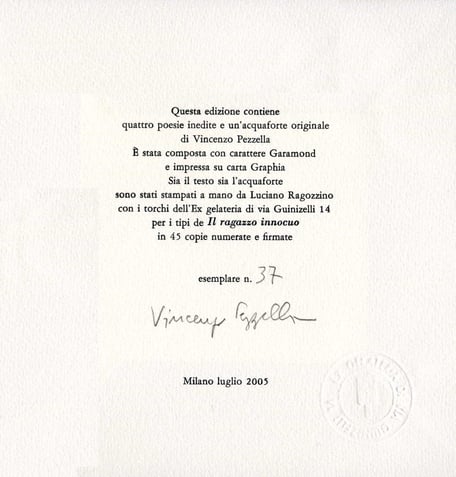 Questa edizione contiene
quattro poesie inedite e un'acquaforte originale
di Vincenzo Pezzella
È stata composta con carattere Garamond
e impressa su carta Graphia
Sia il testo sia l'acquaforte
sono stati stampati a mano da Luciano Ragozzino
con i torchi dell'Ex gelateria di via Guinizelli 14
per i tipi de Il ragazzo innocuo
in 45 copie numerate e firmate
esemplare n. 37
Vincenzo Pezzella
Milano luglio 2005